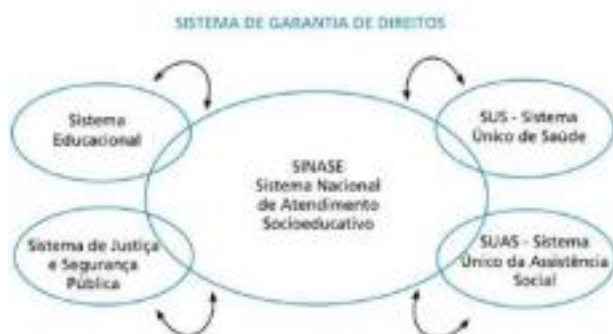 SISTEMA DE GARANTIA DE DIREITOS
Sistema
Educacional
SUS - Sistema
Único de Saúde
SINASE
Sistema Nacional
de Atendimento
Socioeducativo
Sistema de Justiça
e Segurança
Pública
SUAS - Sistema
Único da Assistência
Social